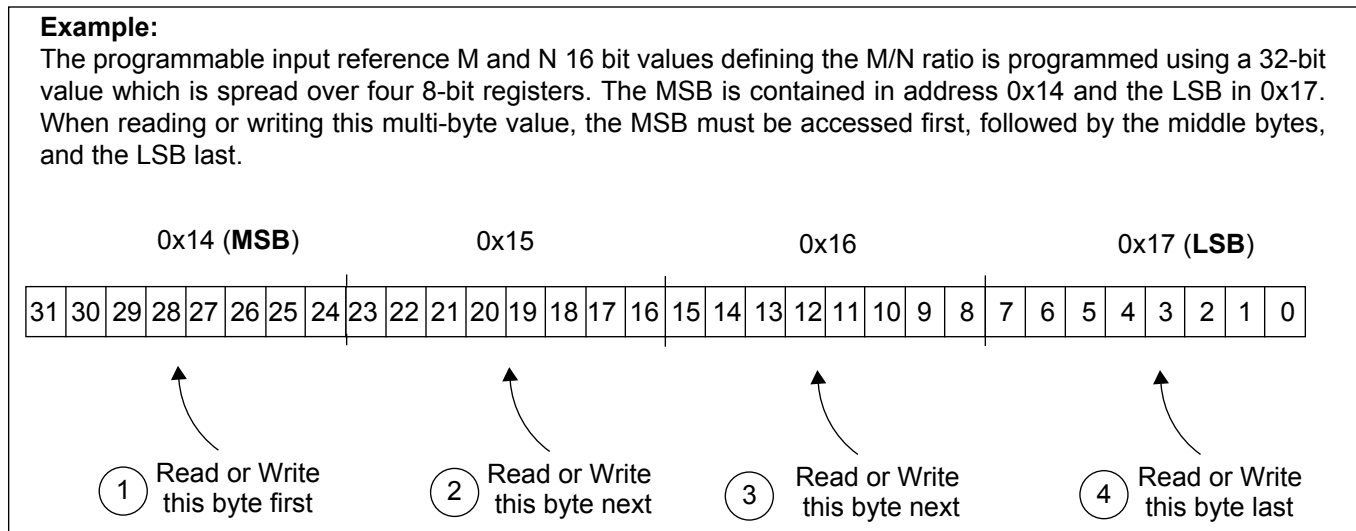 Example:
The programmable input reference M and N 16 bit values defining the M/N ratio is programmed using a 32-bit
value which is spread over four 8-bit registers. The MSB is contained in address 0x14 and the LSB in 0x17.
When reading or writing this multi-byte value, the MSB must be accessed first, followed by the middle bytes,
and the LSB last.
0x14 (MSB) 0x15 0x16 0x17 (LSB)
31 30 29 28 27 26 25 24 23 22 21 20 19 18 17 16 15 14 13 12 11 10 9 8 7 6 5 4 3 2 1 0
1 Read or Write
this byte first
2 Read or Write
this byte next
3 Read or Write
this byte next
4 Read or Write
this byte last